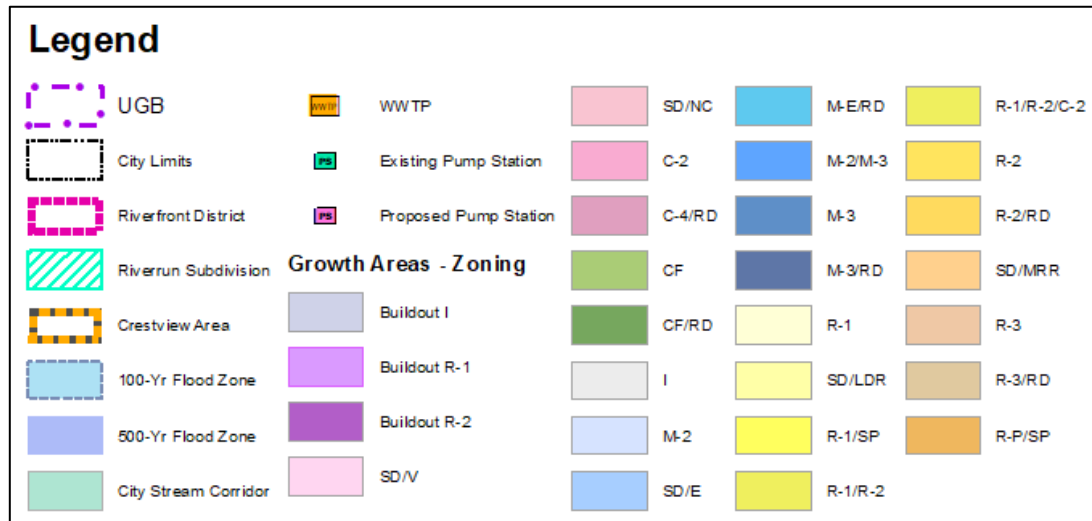 Legend
UGB
City Limits
Riverfront District
Riverrun Subdivision
Crestview Area
100-Yr Flood Zone
500-Yr Flood Zone
City Stream Corridor
WWTP WWTP
PS Existing Pump Station
PS Proposed Pump Station
Growth Areas - Zoning
Buildout I
Buildout R-1
Buildout R-2
SD/V
SD/NC
C-2
C-4/RD
CF
CF/RD
I
M-2
SD/E
M-E/RD
M-2/M-3
M-3
M-3/RD
R-1
SD/LDR
R-1/SP
R-1/R-2
R-1/R-2/C-2
R-2
R-2/RD
SD/MRR
R-3
R-3/RD
R-P/SP